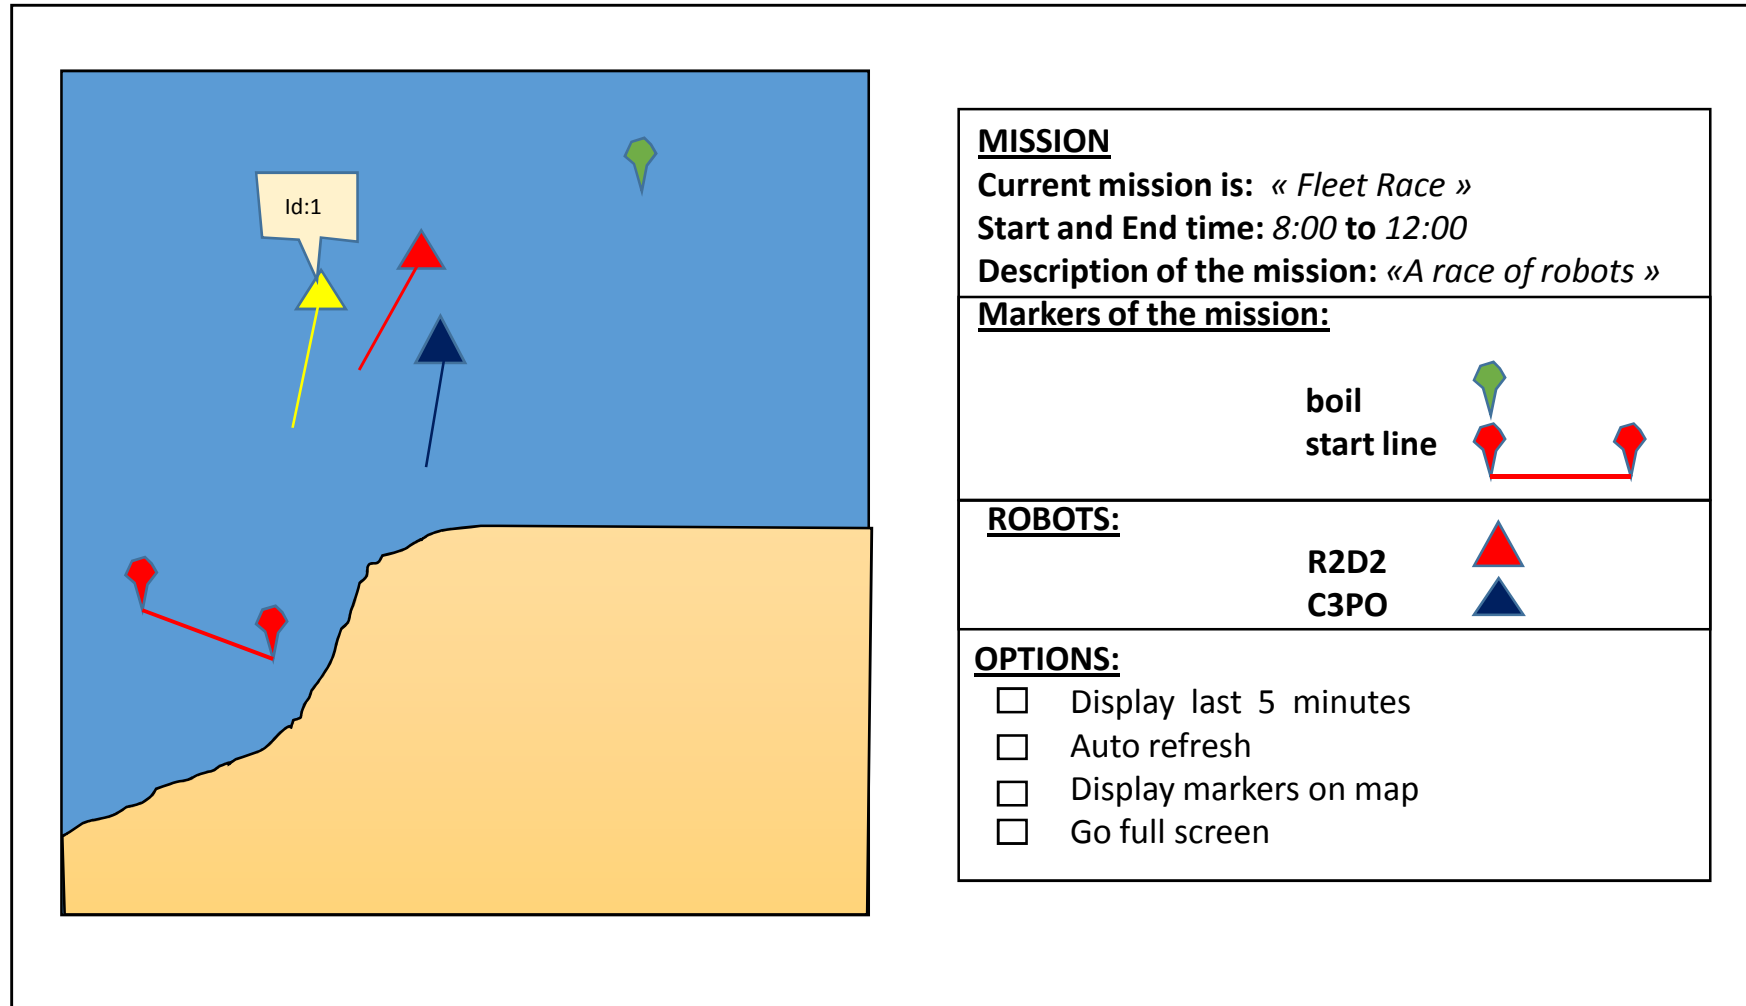 Id:1
MISSION
Current mission is: « Fleet Race »
Start and End time: 8:00 to 12:00
Description of the mission: «A race of robots »
Markers of the mission:
boil
start line
ROBOTS:
R2D2
C3PO
OPTIONS:
Display last 5 minutes
Auto refresh
Display markers on map
Go full screen